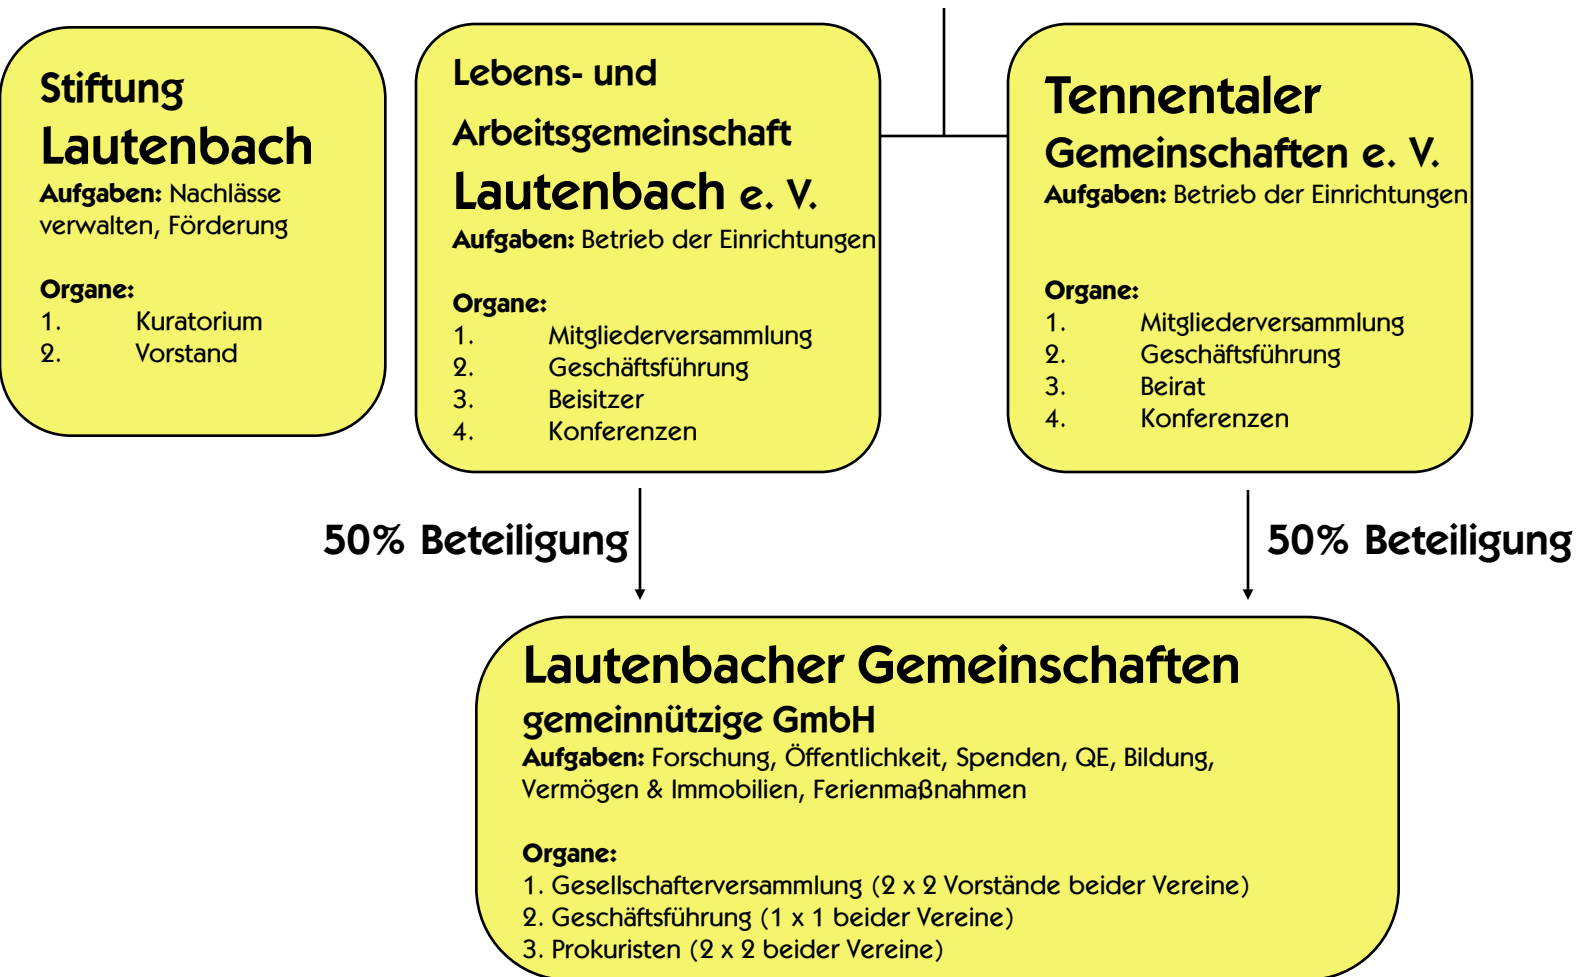 Stiftung
Lautenbach
Aufgaben: Nachlässe
verwalten, Förderung
Organe:
1. Kuratorium
2. Vorstand
Lebens- und
Arbeitsgemeinschaft
Lautenbach e. V.
Aufgaben: Betrieb der Einrichtungen
Organe:
1. Mitgliederversammlung
2. Geschäftsführung
3. Beisitzer
4. Konferenzen
Tennentaler
Gemeinschaften e. V.
Aufgaben: Betrieb der Einrichtungen
Organe:
1. Mitgliederversammlung
2. Geschäftsführung
3. Beirat
4. Konferenzen
50% Beteiligung
50% Beteiligung
Lautenbacher Gemeinschaften
gemeinnützige GmbH
Aufgaben: Forschung, Öffentlichkeit, Spenden, QE, Bildung,
Vermögen & Immobilien, Ferienmaßnahmen
Organe:
1. Gesellschafterversammlung (2 x 2 Vorstände beider Vereine)
2. Geschäftsführung (1 x 1 beider Vereine)
3. Prokuristen (2 x 2 beider Vereine)